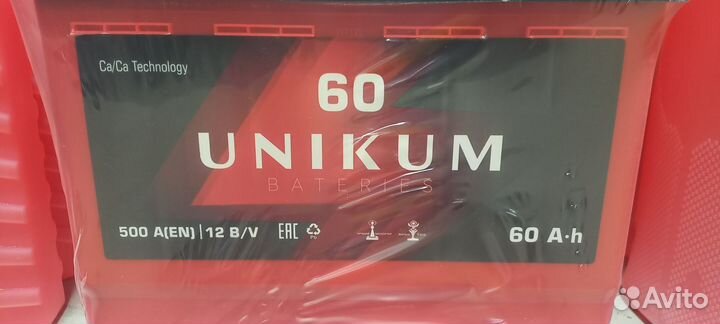 Ca/Ca Technology
60
UNIKUM
BATERIES
500 A(EN) | 12 B/V
EAC
60 A·h
Avito